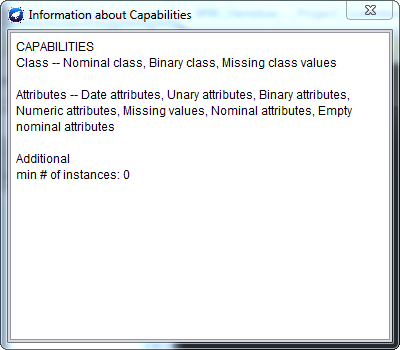 Information about Capabilities
CAPABILITIES
Class -- Nominal class, Binary class, Missing class values
Attributes -- Date attributes, Unary attributes, Binary attributes,
Numeric attributes, Missing values, Nominal attributes, Empty
nominal attributes
Additional
min # of instances: 0